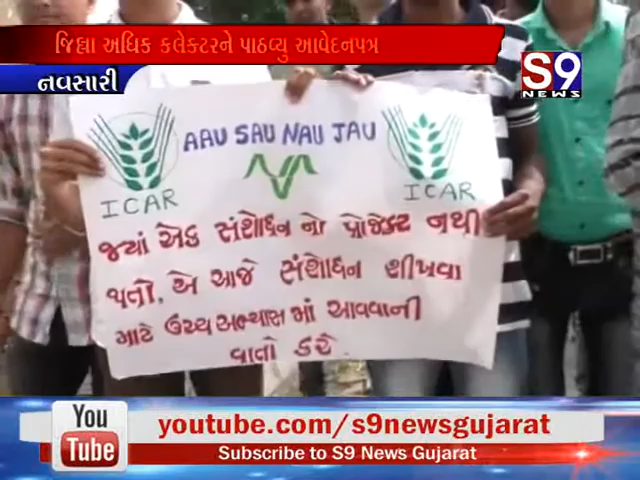 જિલ્લા અધિક કલેક્ટરને પાઠવ્યુ આવેદનપત્ર
નવસારી
S9
NEWS
AAU SAU NAU JAU
ICAR
ICAR
જ્યાં એક સંશોધન નો પ્રોજેક્ટ નથી
થતો, એ આજે સંશોધન શીખવા
માટે ઉચ્ચ અભ્યાસ માં આવવાની
વાતો કરે.
You
Tube
youtube.com/s9newsgujarat
Subscribe to S9 News Gujarat